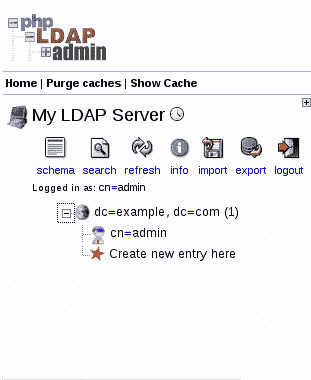 php
LDAP
admin
Home | Purge caches | Show Cache
My LDAP Server
schema search refresh info import export logout
Logged in as: cn=admin
dc=example, dc=com (1)
cn=admin
Create new entry here